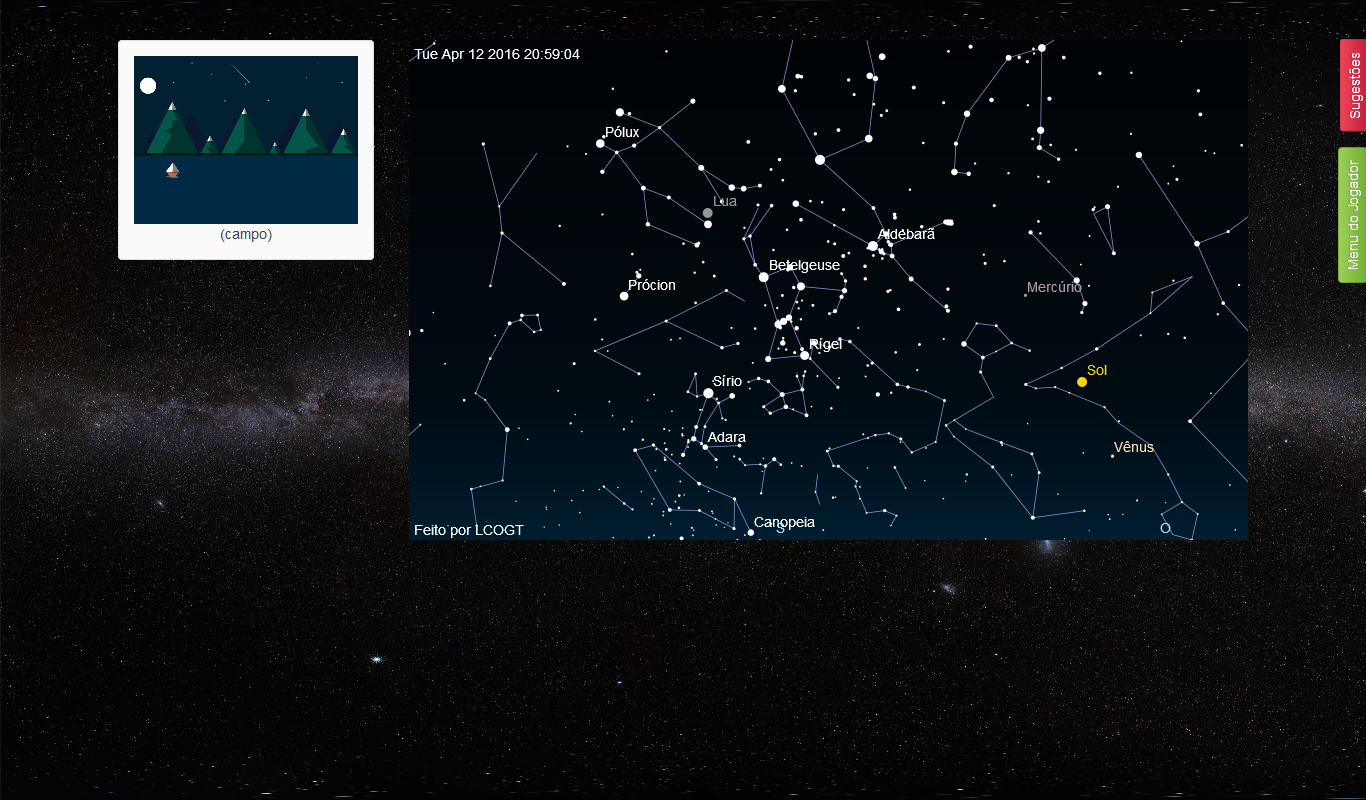 Tue Apr 12 2016 20:59:04
Sugestões
Pólux
Menu do Jogador
Lua
Aldebarã
(campo)
Betelgeuse
Prócion
Mercúrio
Rígel
Sol
Sírio
Adara
Vênus
Canopeia
S
O
Feito por LCOGT